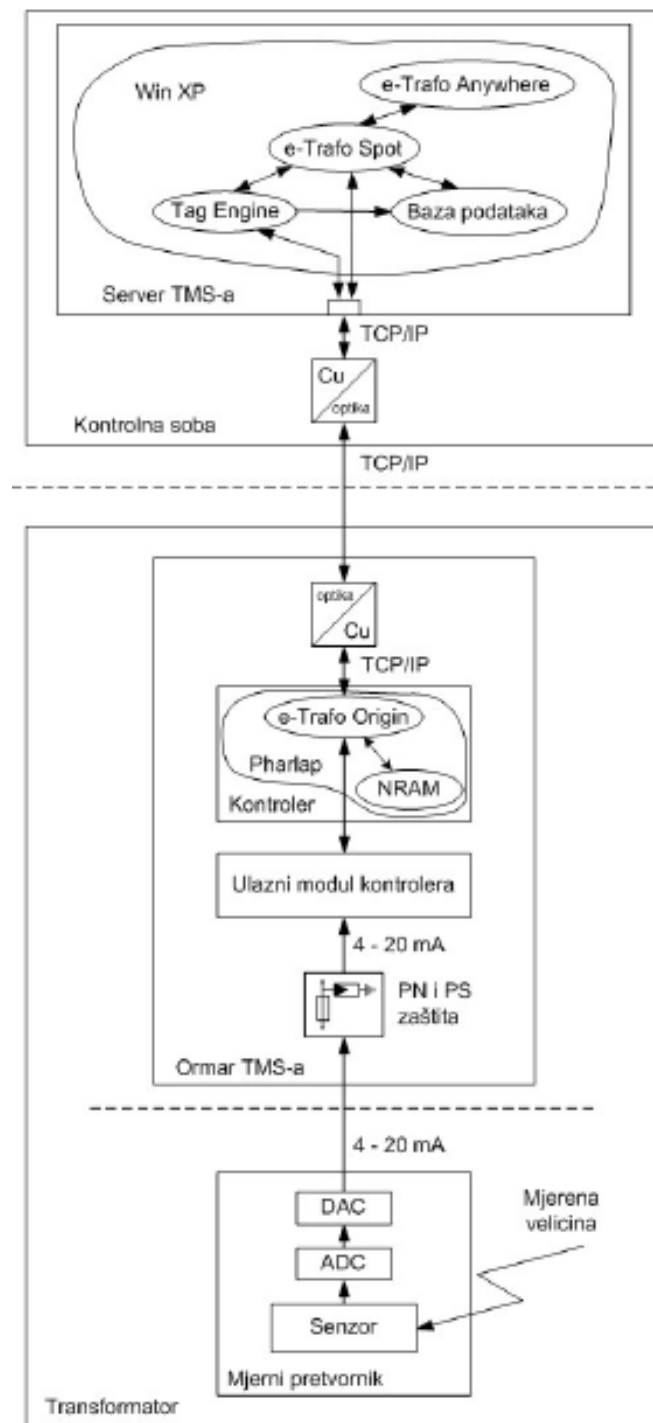 Win XP
e-Trafo Anywhere
e-Trafo Spot
Tag Engine
Baza podataka
Server TMS-a
TCP/IP
Cu
optika
Kontrolna soba
TCP/IP
optika
Cu
TCP/IP
e-Trafo Origin
Pharlap
NRAM
Kontroler
Ulazni modul kontrolera
4 - 20 mA
PN i PS
zaštita
Ormar TMS-a
4 - 20 mA
DAC
Mjerena
velicina
ADC
Senzor
Mjerni pretvornik
Transformator